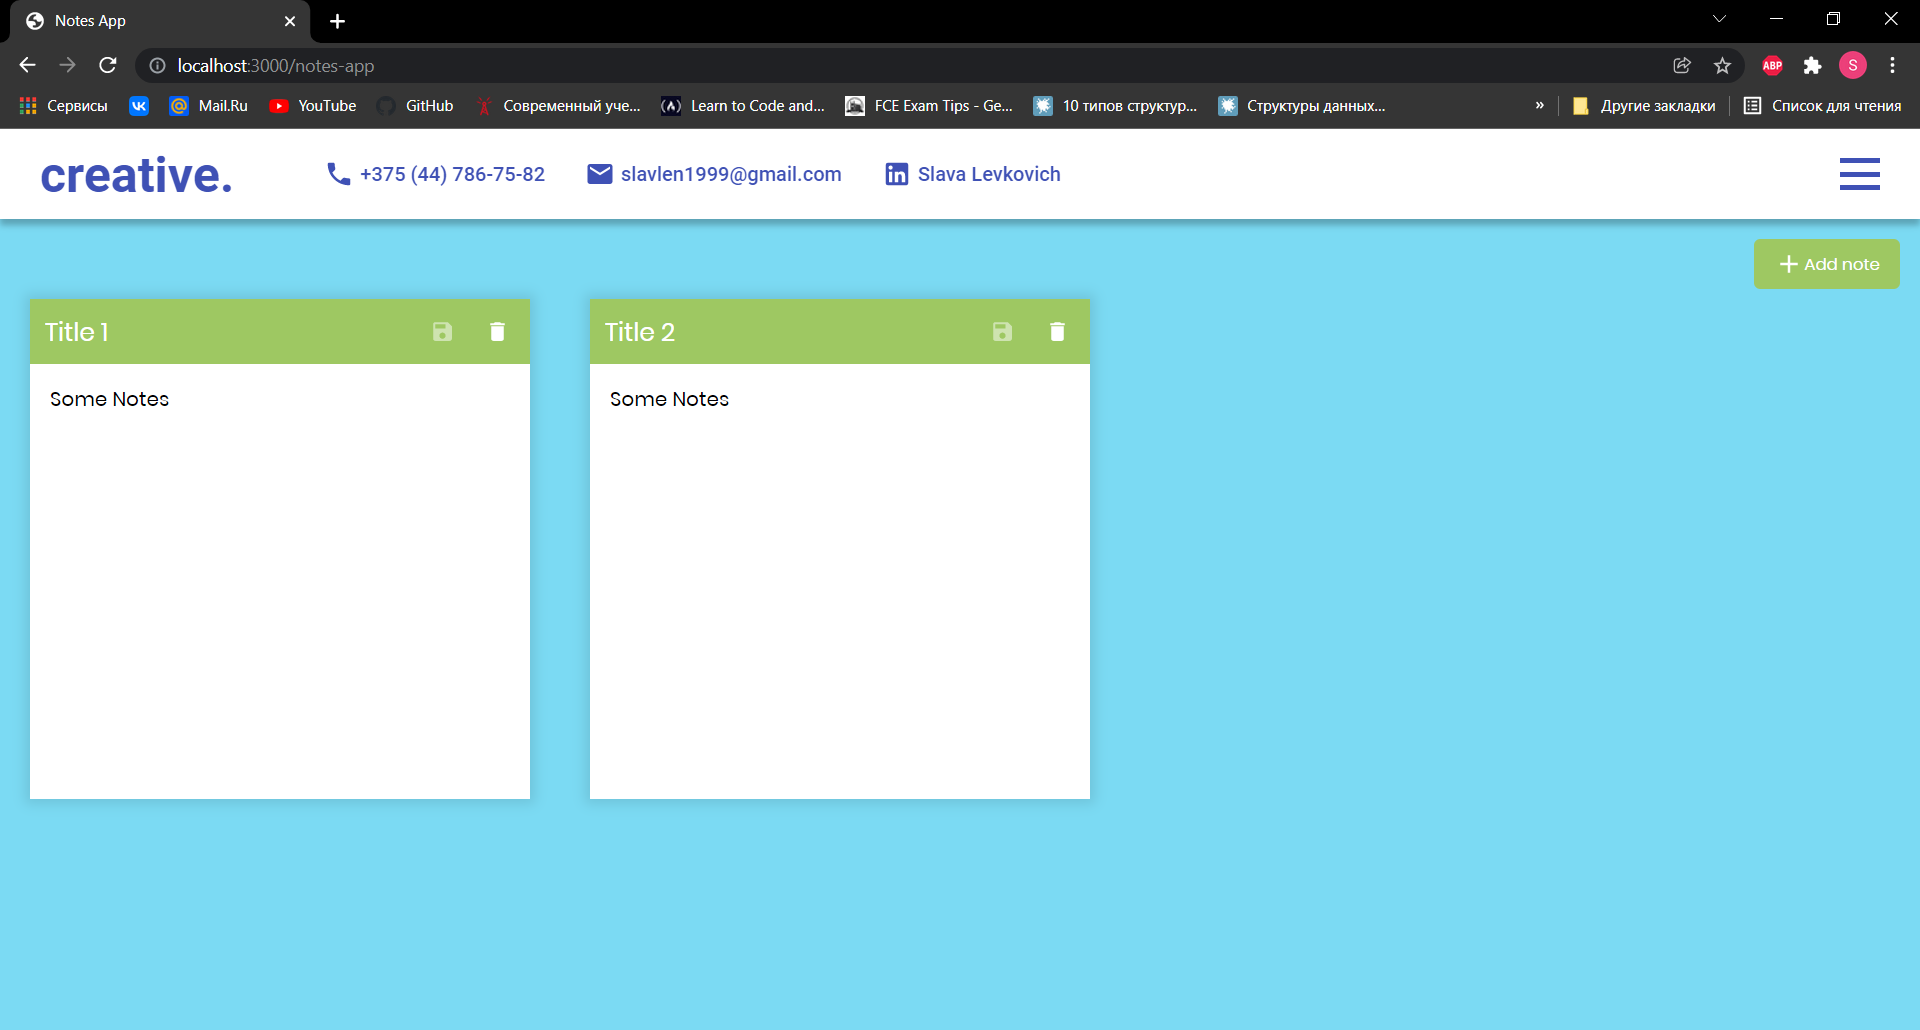 Notes App
localhost:3000/notes-app
ABP
S
Сервисы
Mail.Ru
YouTube
GitHub
Современный уче...
Learn to Code and...
FCE Exam Tips - Ge...
10 типов структур...
Структуры данных...
»
Другие закладки
Список для чтения
creative.
+375 (44) 786-75-82
slavlen1999@gmail.com
in
Slava Levkovich
Add note
Title 1
Some Notes
Title 2
Some Notes